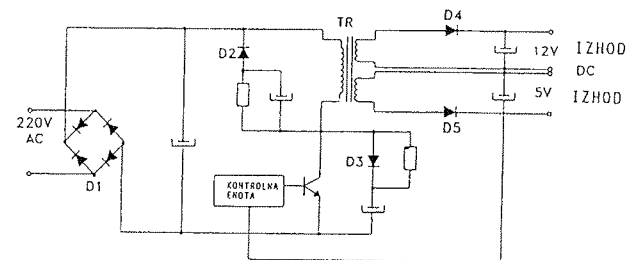 TR
D4
12V IZHOD
DC
5V IZHOD
D5
D2
220V
AC
D1
D3
KONTROLNA
ENOTA